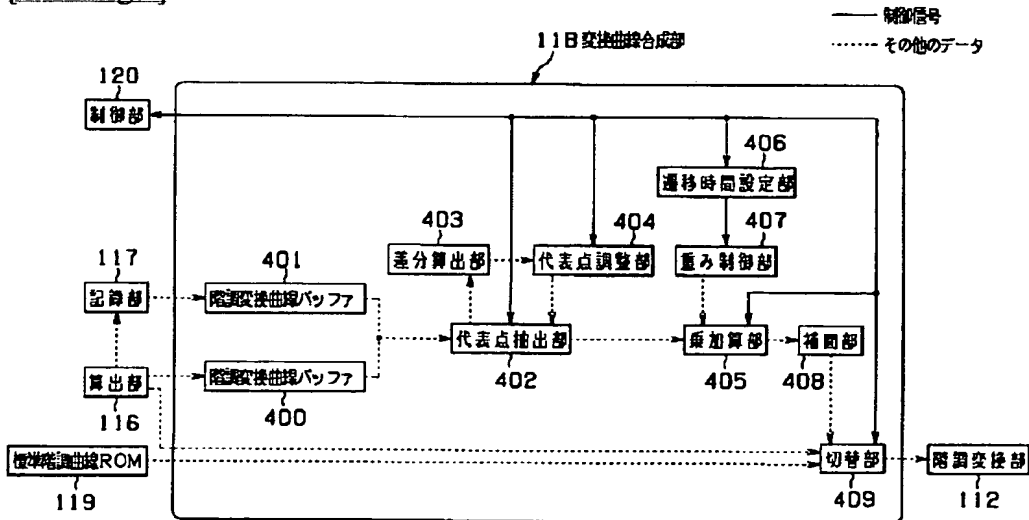 制御信号
その他のデータ
118 変換曲線合成部
120
制御部
406
遷移時間設定部
403
404
407
差分算出部
代表点調整部
重み制御部
117
401
記録部
階調変換曲線バッファ
代表点抽出部
乗加算部
補間部
402
405
408
算出部
階調変換曲線バッファ
116
400
標準階調曲線ROM
切替部
階調変換部
119
409
112